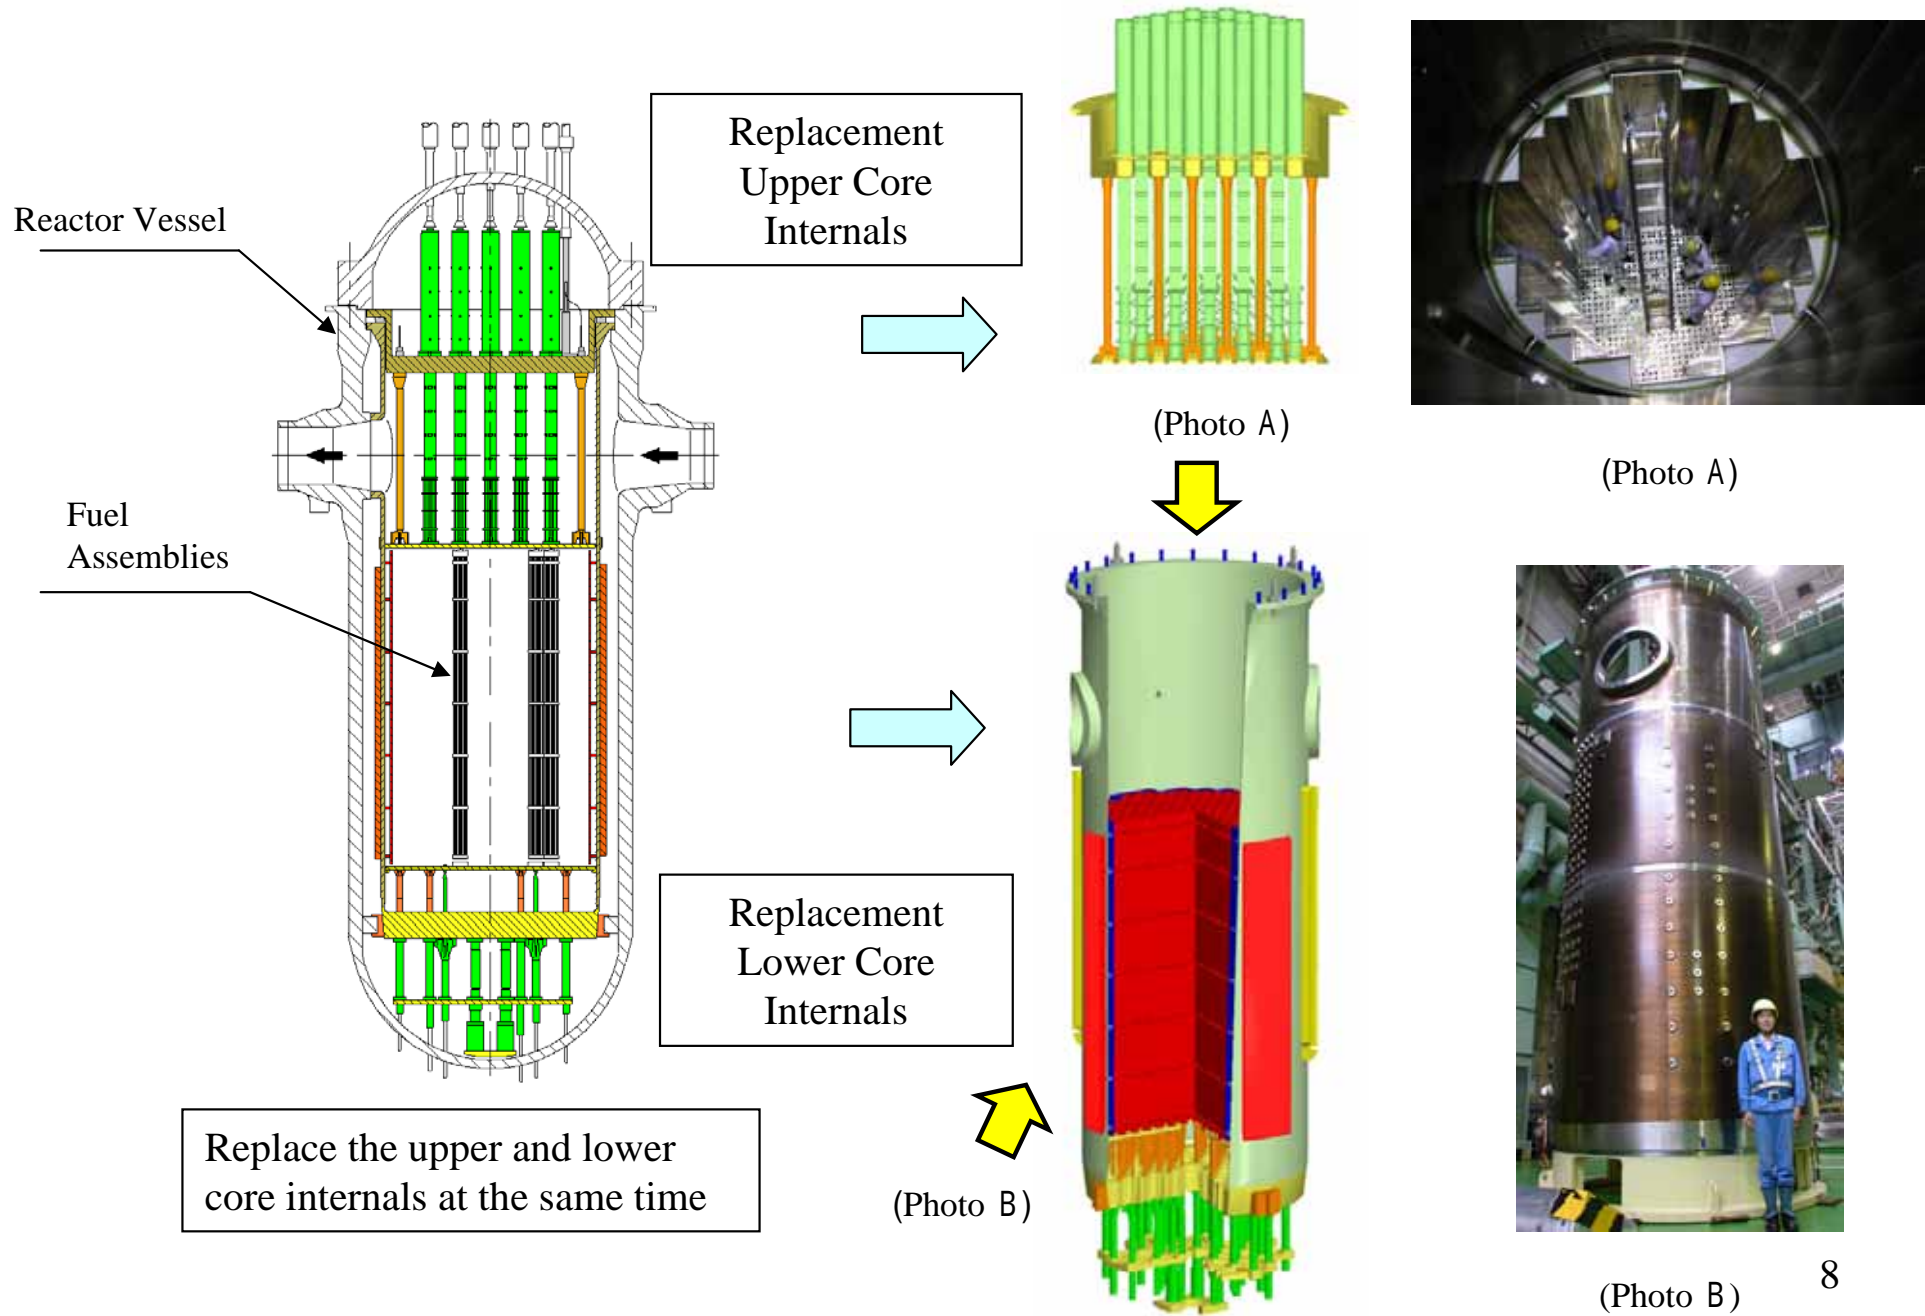 Reactor Vessel
Fuel
Assemblies
Replacement
Upper Core
Internals
(Photo A)
(Photo A)
Replacement
Lower Core
Internals
(Photo B)
Replace the upper and lower
core internals at the same time
(Photo B)
8